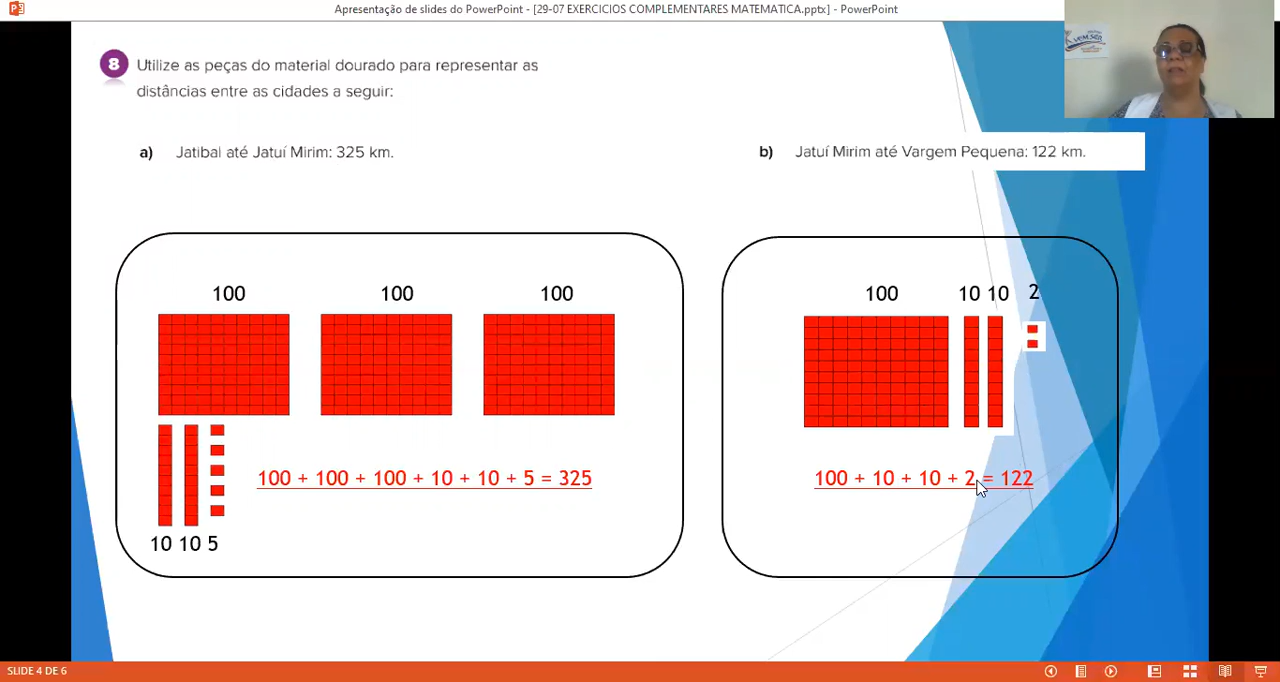 Apresentação de slides do PowerPoint - [29-07 EXERCICIOS COMPLEMENTARES MATEMATICA.pptx] - PowerPoint
8 Utilize as peças do material dourado para representar as
distâncias entre as cidades a seguir:
a) Jatibal até Jatuí Mirim: 325 km.
b) Jatuí Mirim até Vargem Pequena: 122 km.
100 100 100
10 10 5
100 + 100 + 100 + 10 + 10 + 5 = 325
100 10 10 2
100 + 10 + 10 + 2 = 122
SLIDE 4 DE 6